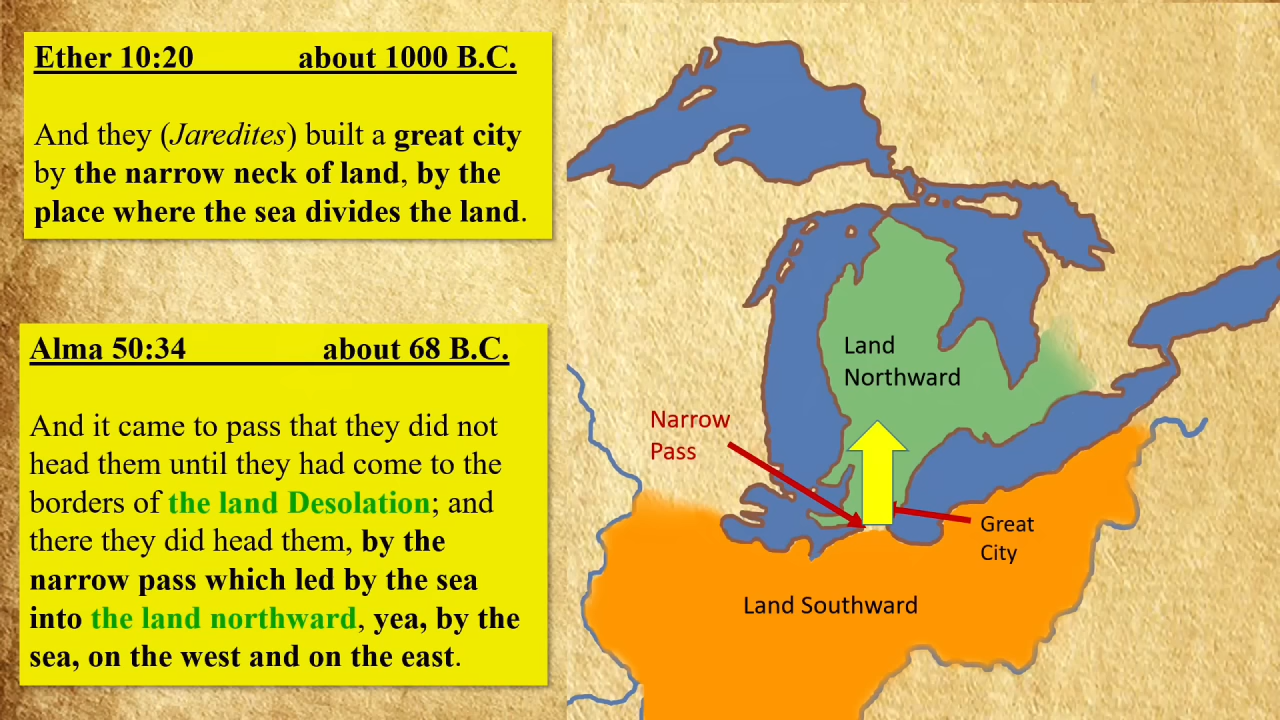 Ether 10:20 about 1000 B.C.
And they (Jaredites) built a great city
by the narrow neck of land, by the
place where the sea divides the land.
Alma 50:34 about 68 B.C.
And it came to pass that they did not
head them until they had come to the
borders of the land Desolation; and
there they did head them, by the
narrow pass which led by the sea
into the land northward, yea, by the
sea, on the west and on the east.
Land
Northward
Narrow
Pass
Great
City
Land Southward